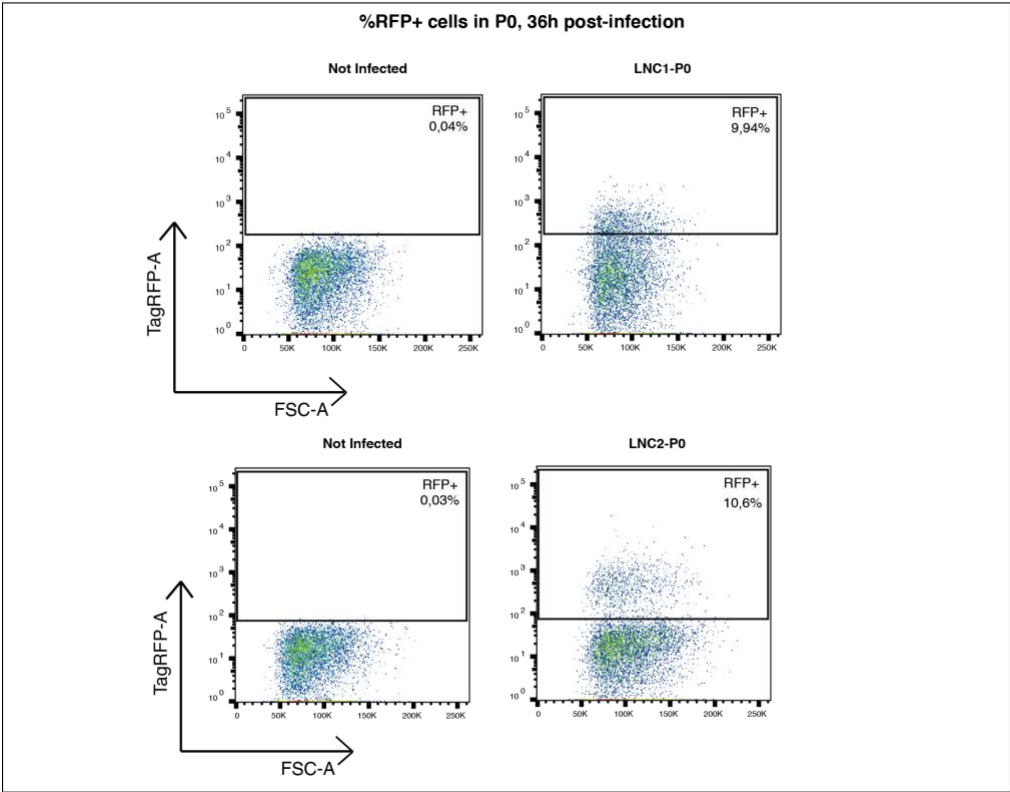 %RFP+ cells in P0, 36h post-infection
Not Infected
RFP+
0,04%
10 5
10 4
10 3
10 2
10 1
10 0
0 50K 100K 150K 200K 250K
TagRFP-A
FSC-A
LNC1-P0
RFP+
9,94%
10 5
10 4
10 3
10 2
10 1
10 0
0 50K 100K 150K 200K 250K
Not Infected
RFP+
0,03%
10 5
10 4
10 3
10 2
10 1
10 0
0 50K 100K 150K 200K 250K
TagRFP-A
FSC-A
LNC2-P0
RFP+
10,6%
10 5
10 4
10 3
10 2
10 1
10 0
0 50K 100K 150K 200K 250K